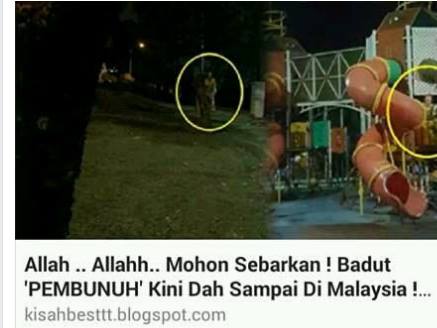 Allah .. Allahh.. Mohon Sebarkan ! Badut
'PEMBUNUH' Kini Dah Sampai Di Malaysia !...
kisahbesttt.blogspot.com